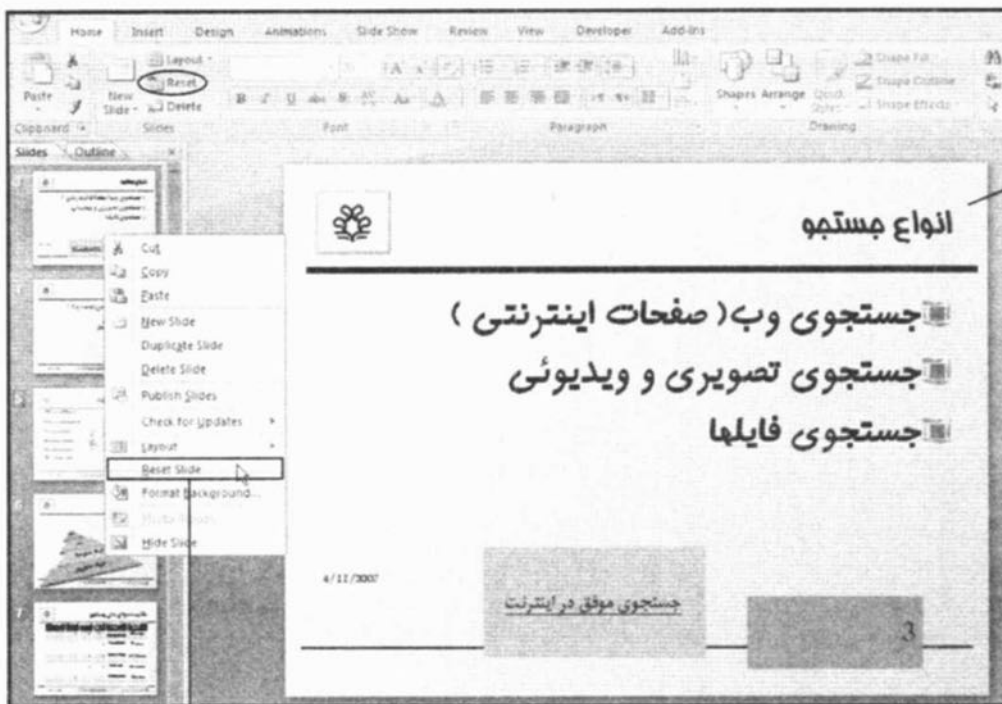 Home Insert Design Animations Slide Show Review View Developer Add-Ins
Paste
New Slide
Layout
Reset
Delete
Shapes Arrange
Shape Fill
Shape Outline
Shape Effects
Clipboard Slides Font Paragraph Drawing
Slides Outline
Cut
Copy
Paste
New Slide
Duplicate Slide
Delete Slide
Publish Slides
Check for Updates
Layout
Reset Slide
Format Background...
Hide Slide
6
7
انواع جستجو
جستجوی وب( صفحات اینترنتی )
جستجوی تصویری و ویدیوئی
جستجوی فایلها
4/11/2007
جستجوی موفق در اینترنت
3